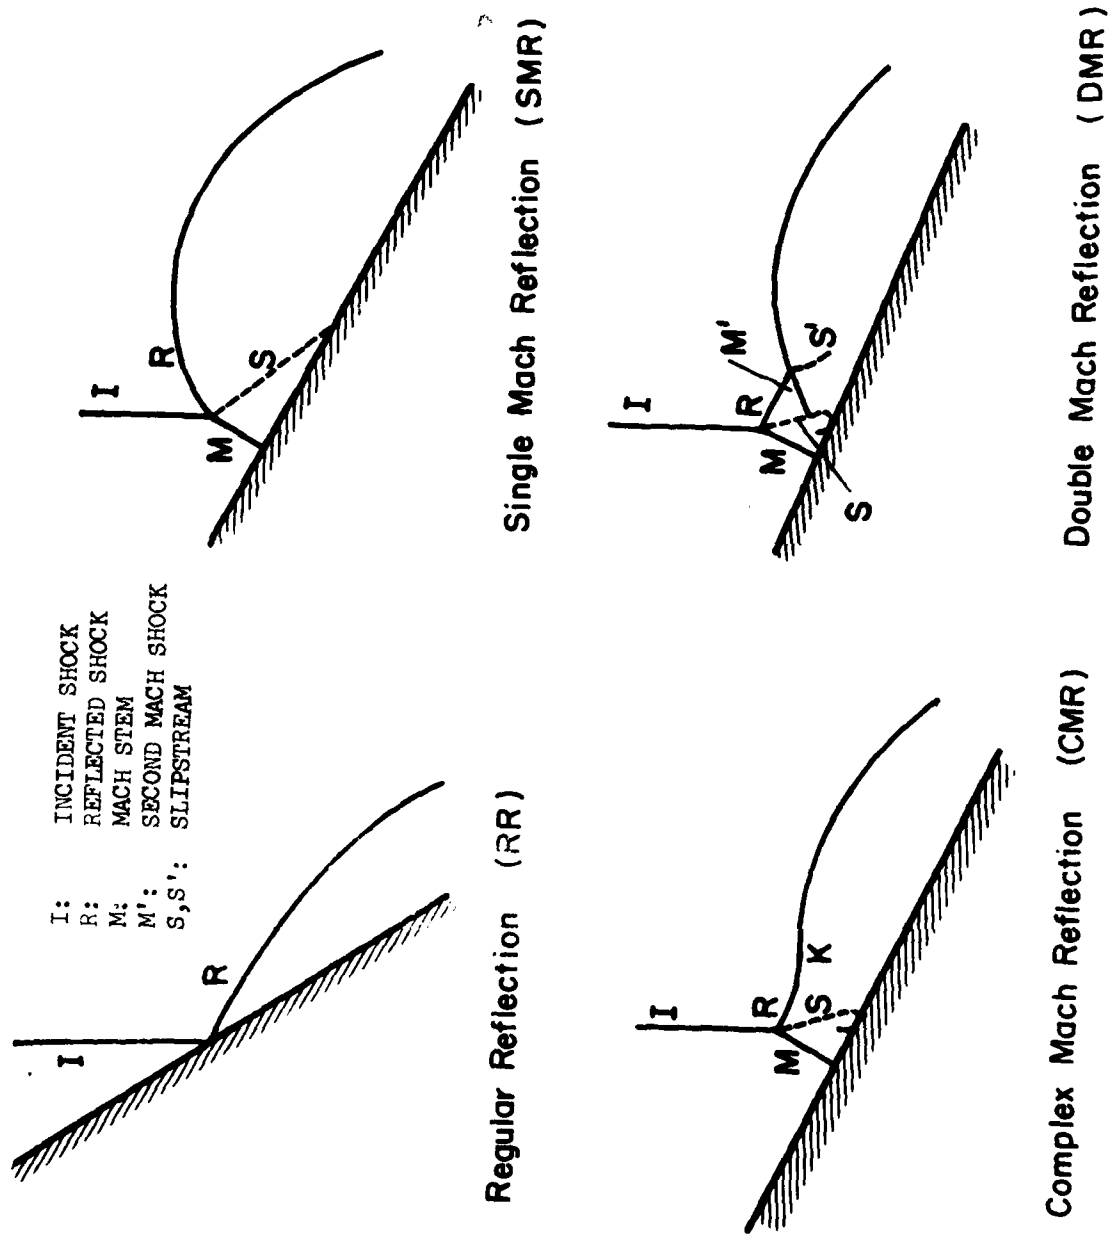 I: INCIDENT SHOCK
R: REFLECTED SHOCK
M: MACH STEM
M': SECOND MACH SHOCK
S,S': SLIPSTREAM
I
R
Regular Reflection (RR)
I
R
M
S
Single Mach Reflection (SMR)
I
R
M
S
K
Complex Mach Reflection (CMR)
I
R
M'
M
S'
S
Double Mach Reflection (DMR)